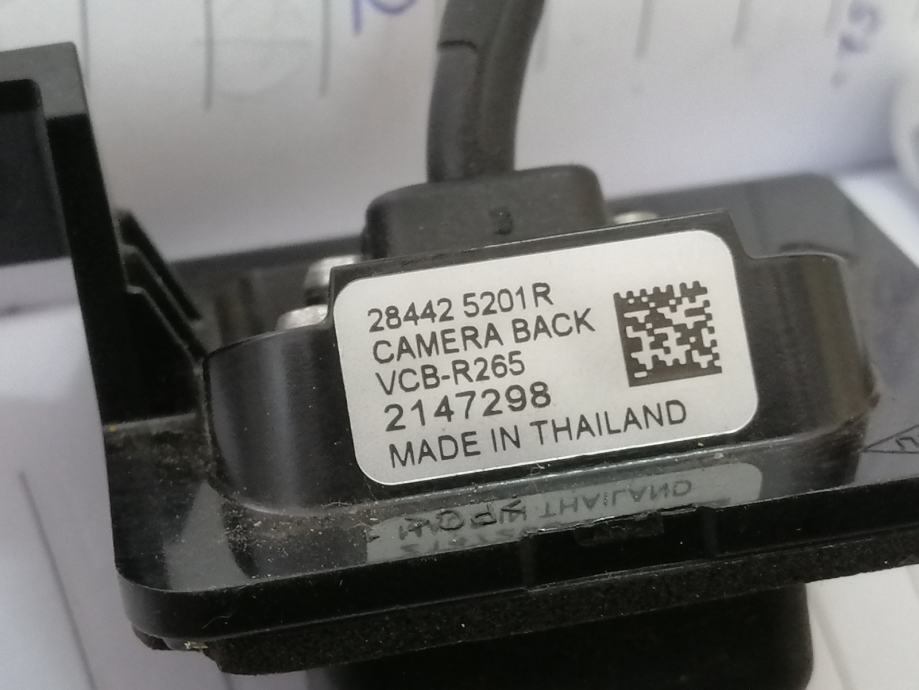 28442 5201R
CAMERA BACK
VCB-R265
2147298
MADE IN THAILAND